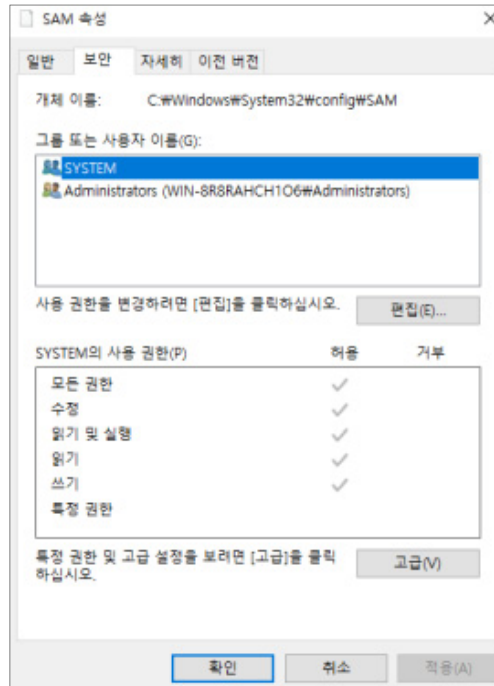 SAM 속성
일반 보안 자세히 이전 버전
개체 이름: C:₩Windows₩System32₩config₩SAM
그룹 또는 사용자 이름(G):
SYSTEM
Administrators (WIN-8R8RAHCH1O6₩Administrators)
사용 권한을 변경하려면 [편집]을 클릭하십시오. 편집(E)...
SYSTEM의 사용 권한(P) 허용 거부
모든 권한
수정
읽기 및 실행
읽기
쓰기
특정 권한
특정 권한 및 고급 설정을 보려면 [고급]을 클릭
하십시오. 고급(V)
확인 취소 적용(A)